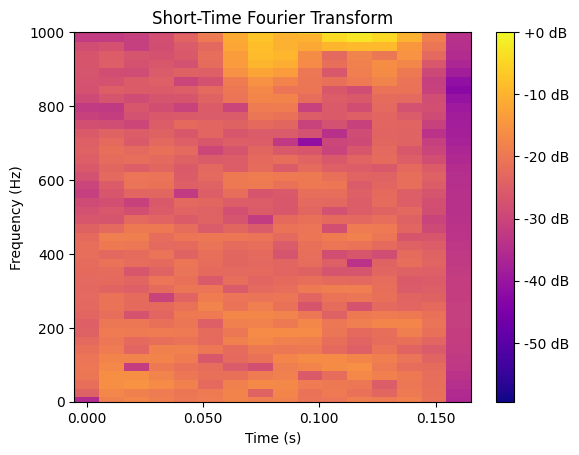 Short-Time Fourier Transform
1000
800
600
400
200
0
Frequency (Hz)
0.000
0.050
0.100
0.150
Time (s)
+0 dB
-10 dB
-20 dB
-30 dB
-40 dB
-50 dB